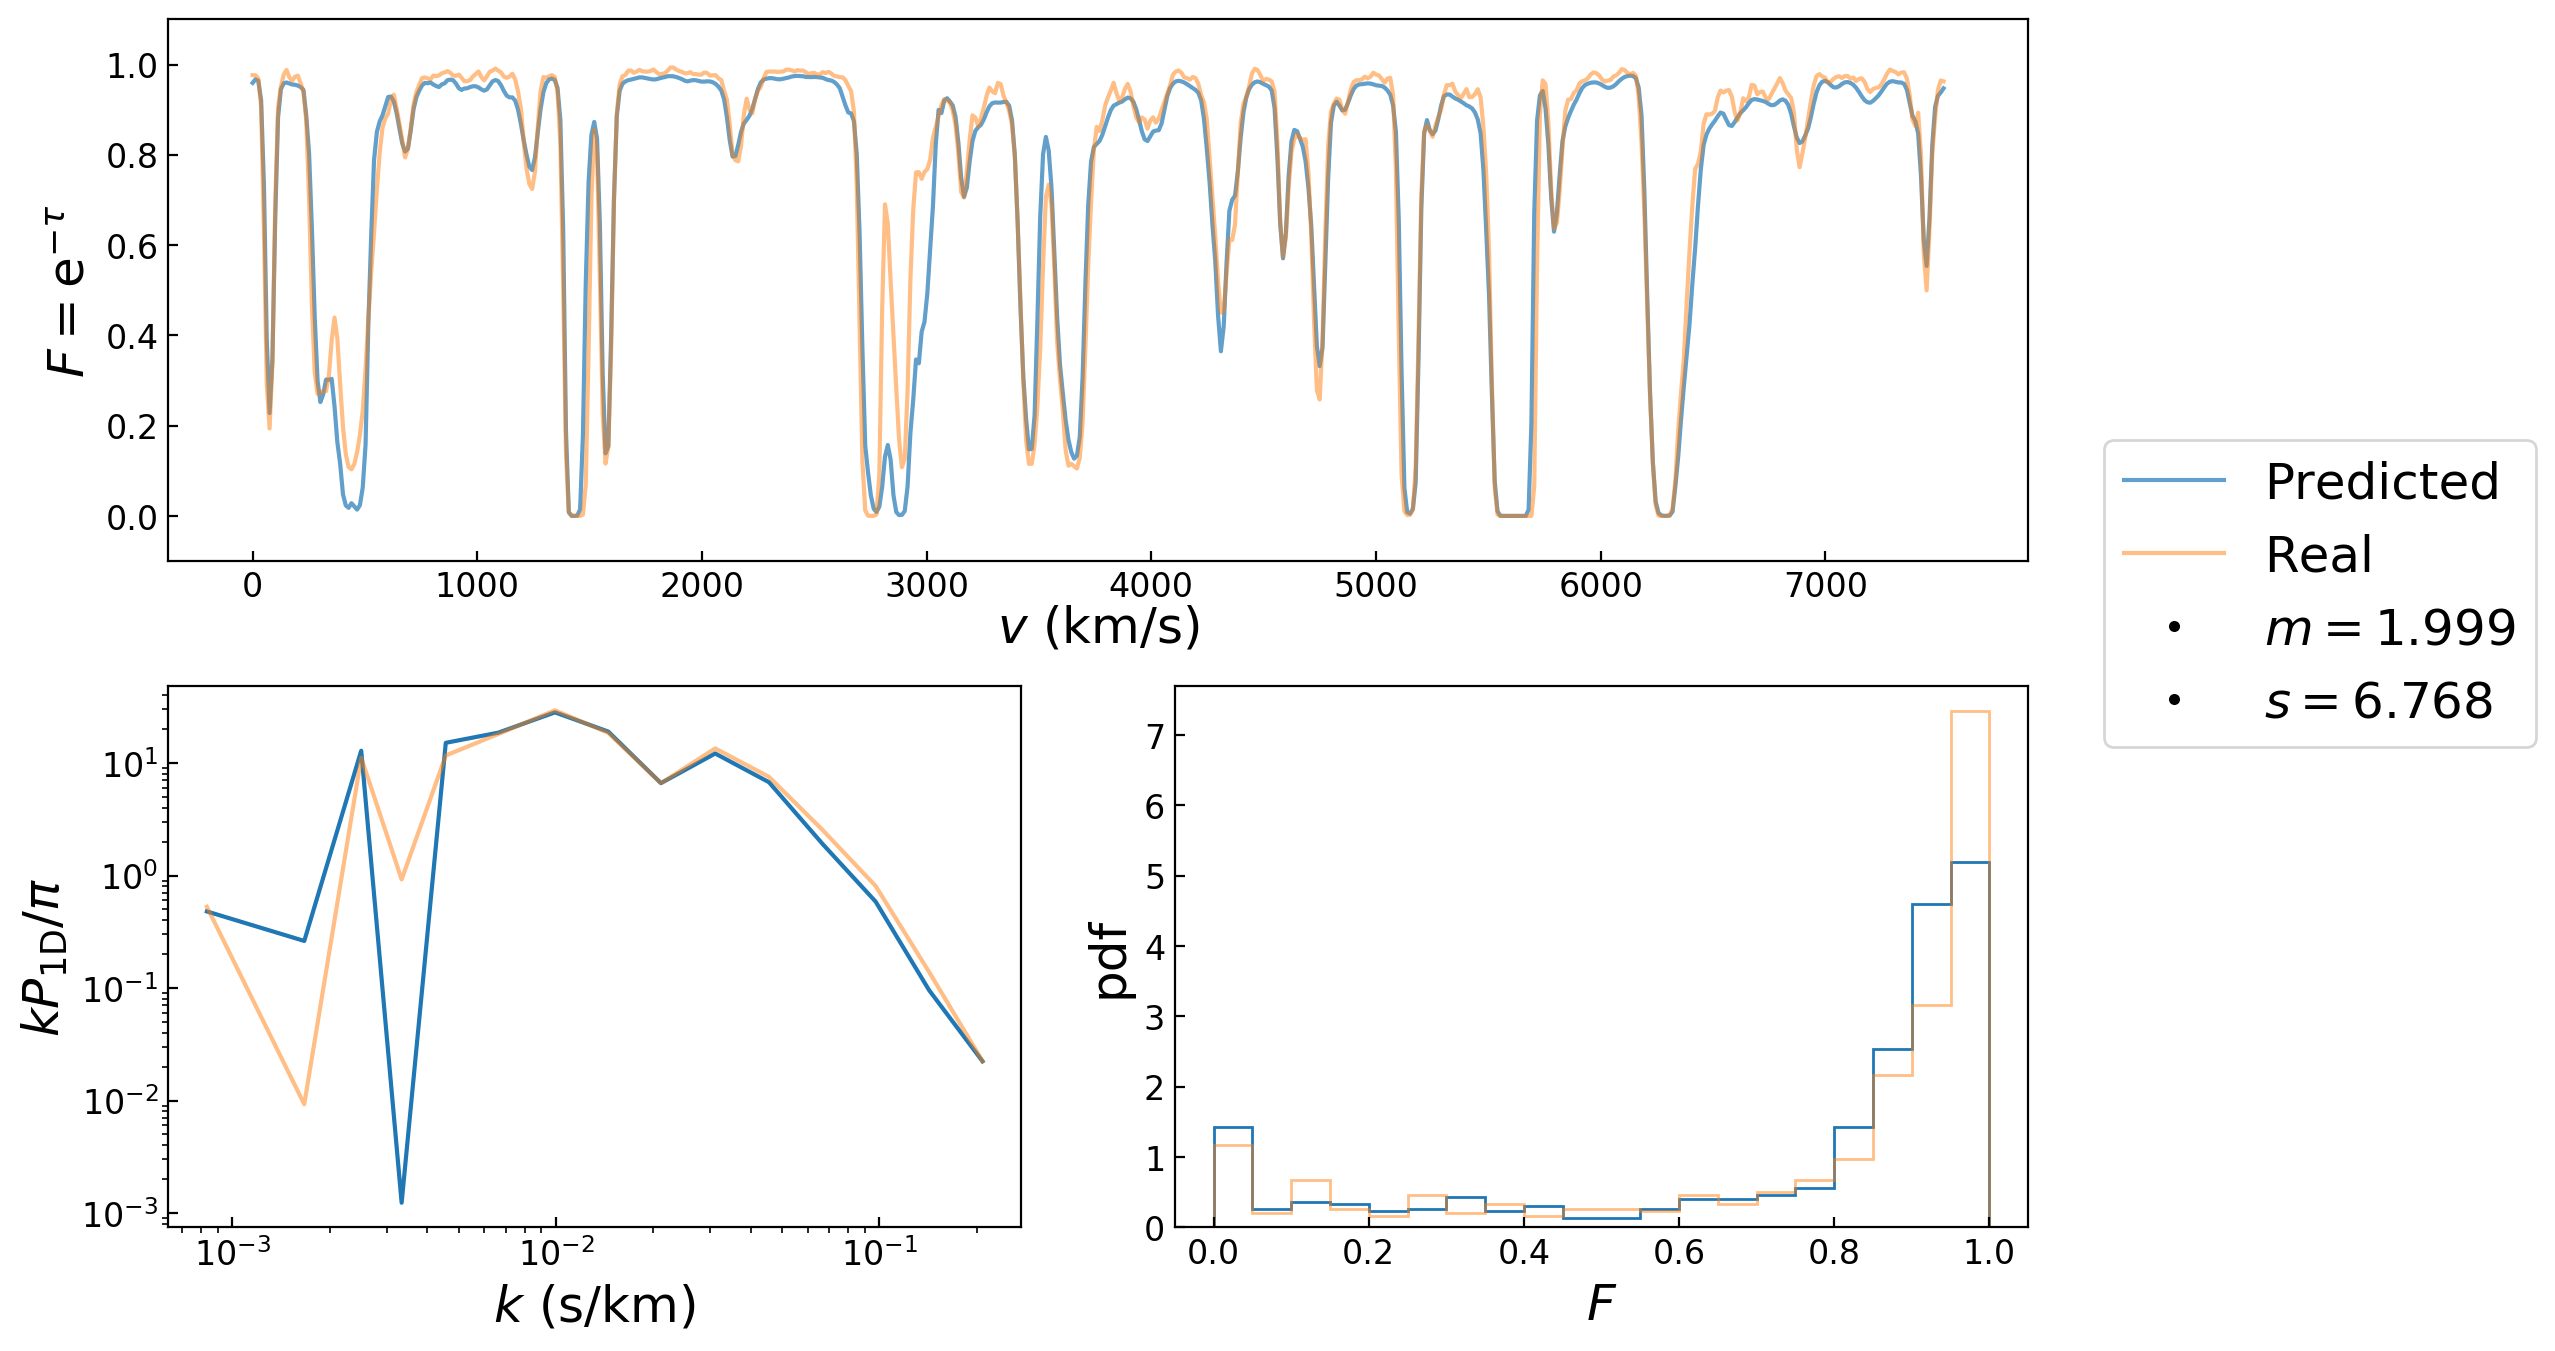 F = e^{−τ}
1.0
0.8
0.6
0.4
0.2
0.0
0 1000 2000 3000 4000 5000 6000 7000
v (km/s)
Predicted
Real
m = 1.999
s = 6.768
kP_{1D}/π
10^{1}
10^{0}
10^{−1}
10^{−2}
10^{−3}
10^{−3} 10^{−2} 10^{−1}
k (s/km)
pdf
7
6
5
4
3
2
1
0
0.0 0.2 0.4 0.6 0.8 1.0
F